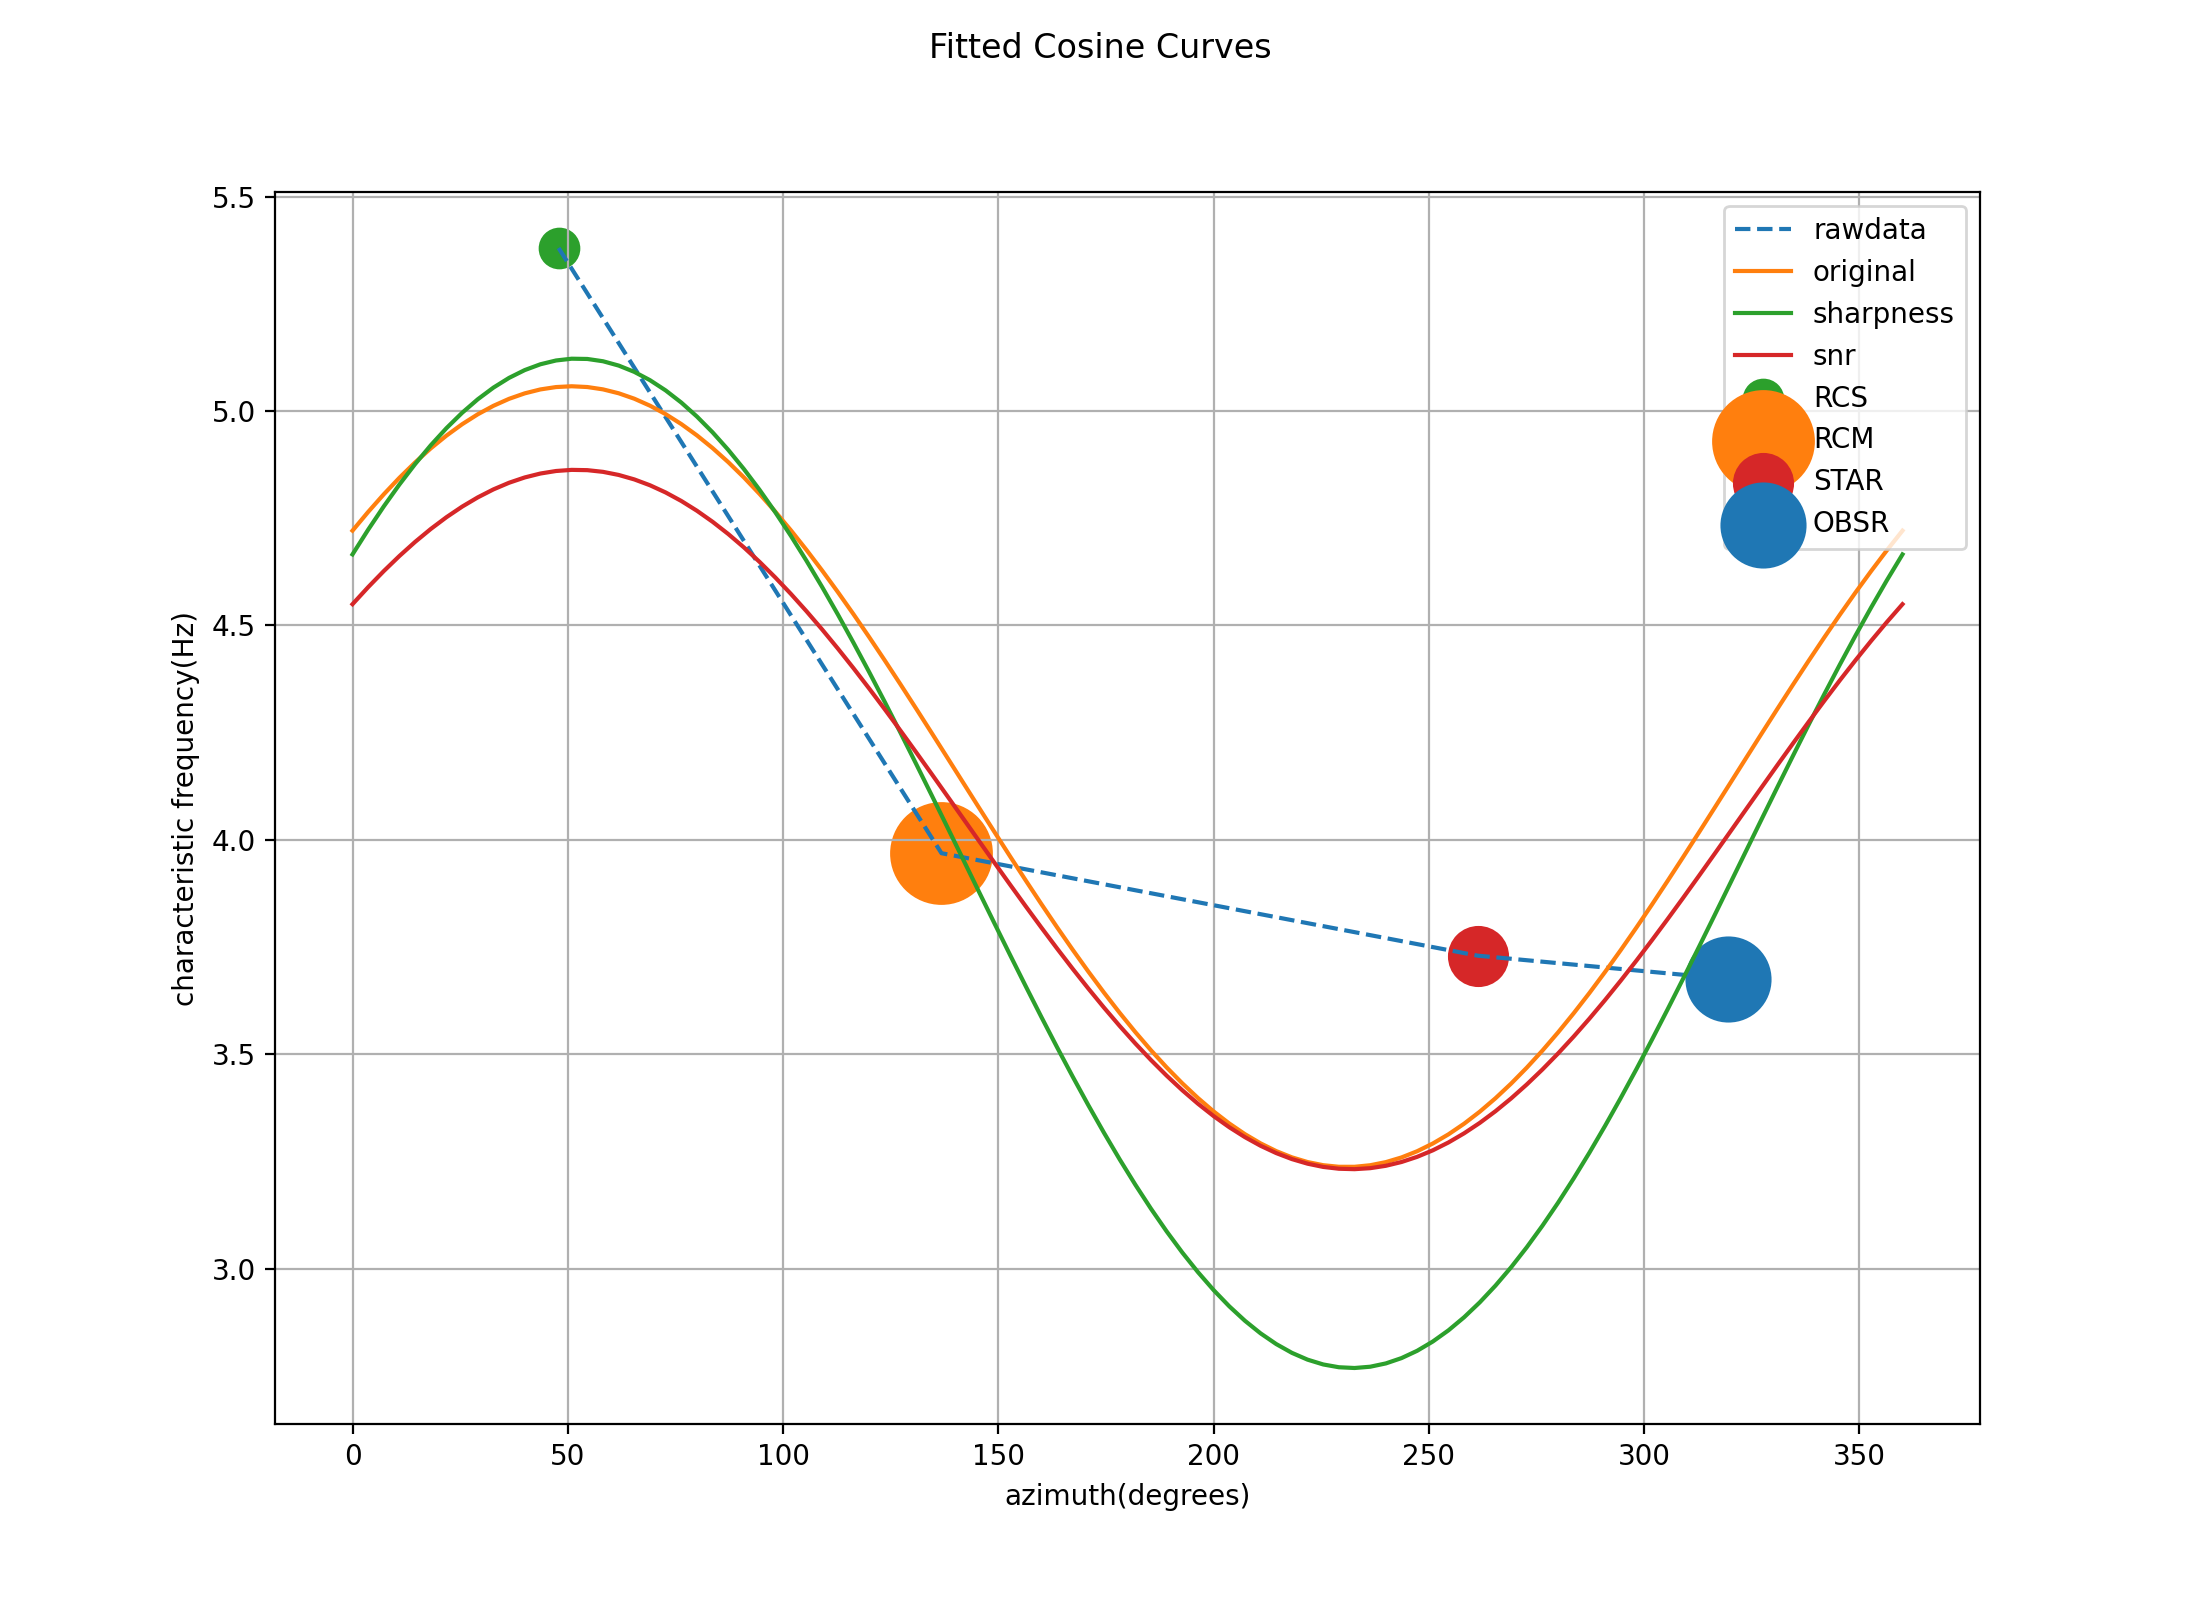 Fitted Cosine Curves
5.5
5.0
4.5
4.0
3.5
3.0
characteristic frequency(Hz)
rawdata
original
sharpness
snr
RCS
RCM
STAR
OBSR
0 50 100 150 200 250 300 350
azimuth(degrees)